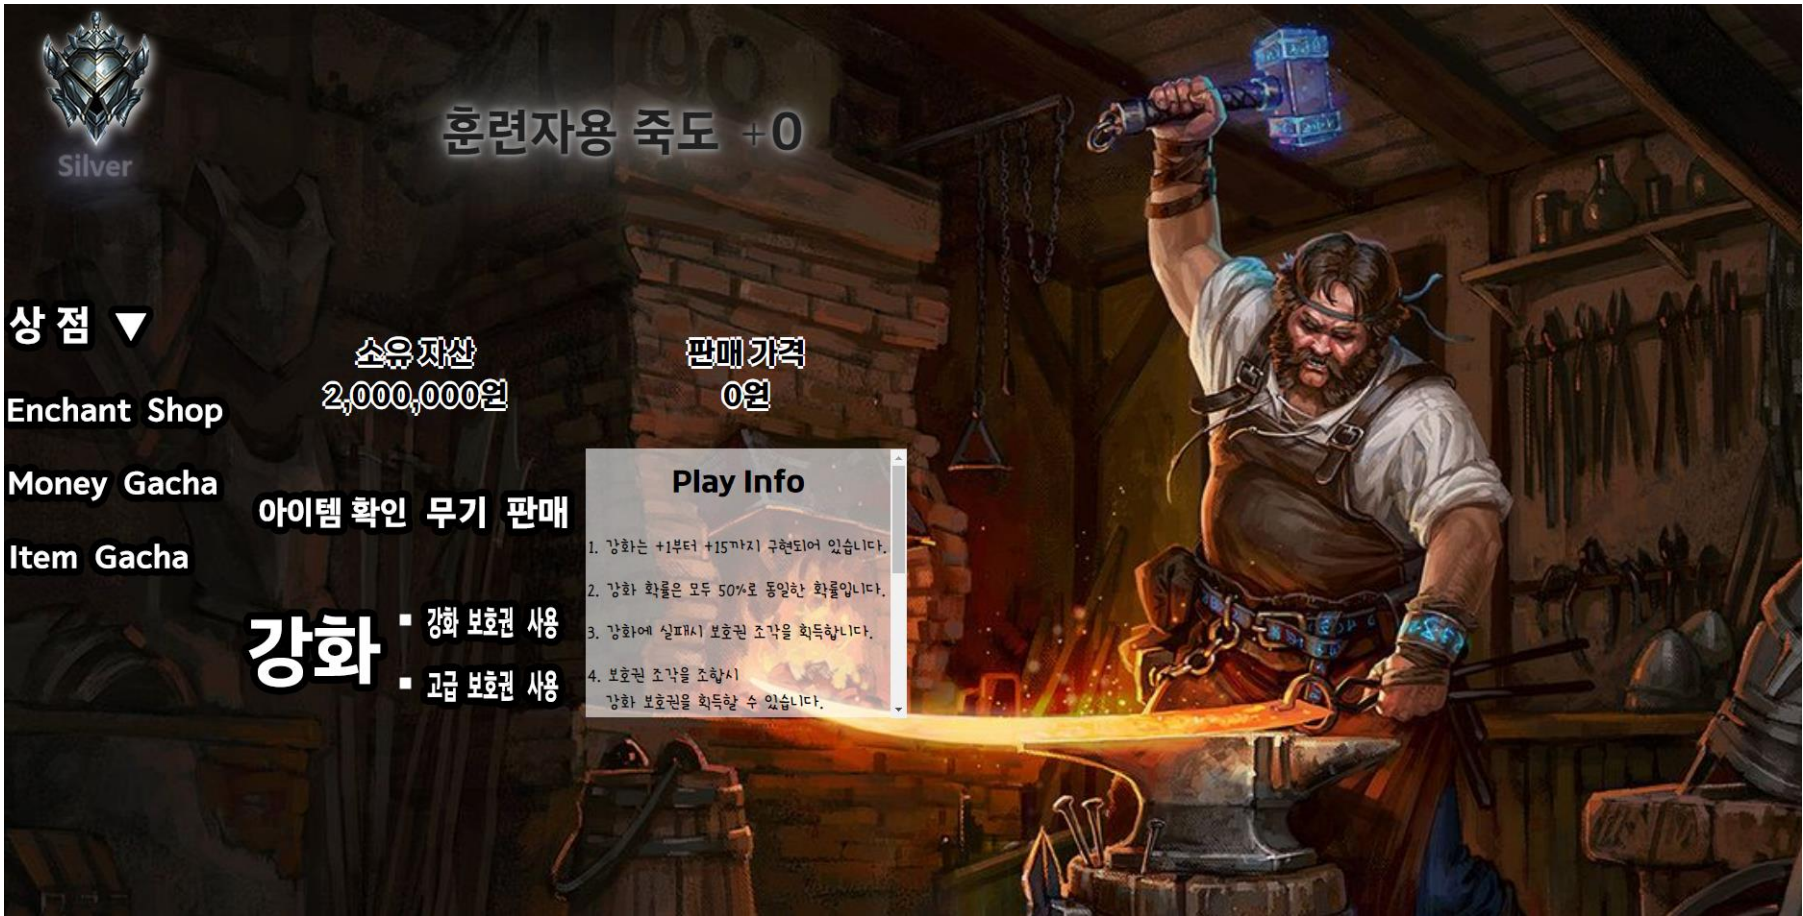 Silver
훈련자용 죽도 +0
상 점 ▼
Enchant Shop
Money Gacha
Item Gacha
소유 자산
2,000,000원
판매 가격
0원
아이템 확인 무기 판매
강화
강화 보호권 사용
고급 보호권 사용
Play Info
1. 강화는 +1부터 +15까지 구현되어 있습니다.
2. 강화 확률은 모두 50%로 동일한 확률입니다.
3. 강화에 실패시 보호권 조각을 획득합니다.
4. 보호권 조각을 조합시
강화 보호권을 획득할 수 있습니다.